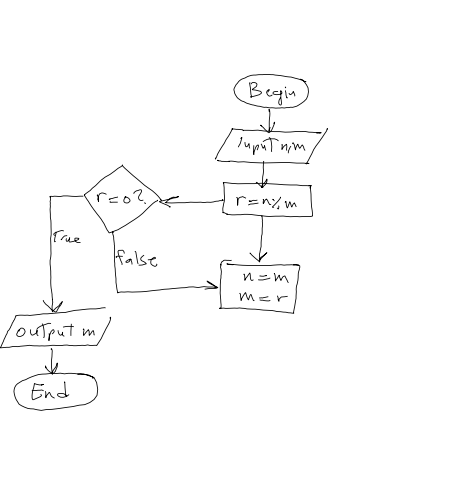 Begin
input n,m
r=n%m
r=0?
True
false
n=m
m=r
output m
End